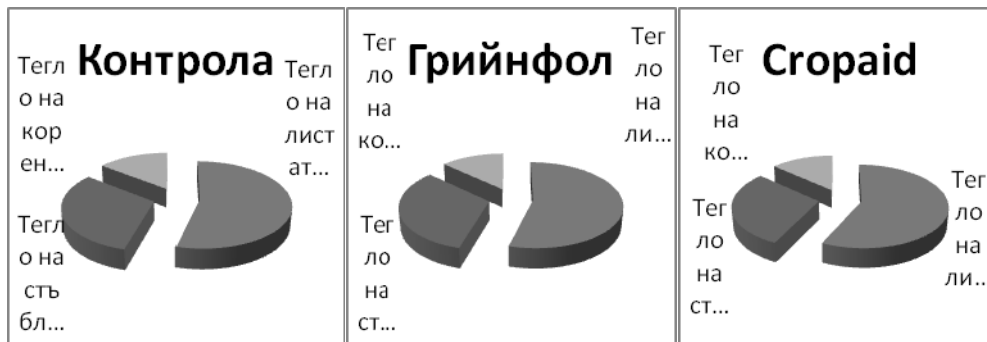 Контрола
Тегл
о на
кор
ен...
Тегл
о на
лист
ат...
Тегл
о на
стъ
бл...
Грийнфол
Тег
ло
на
ко...
Тег
ло
на
ли...
Тег
ло
на
ст...
Cropaid
Тег
ло
на
ко...
Тег
ло
на
ли...
Тег
ло
на
ст...